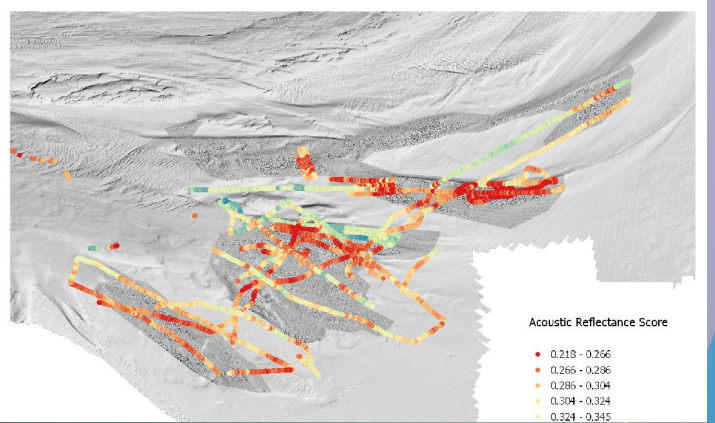 Acoustic Reflectance Score
0.218 - 0.266
0.266 - 0.286
0.286 - 0.304
0.304 - 0.324
0.324 - 0.345